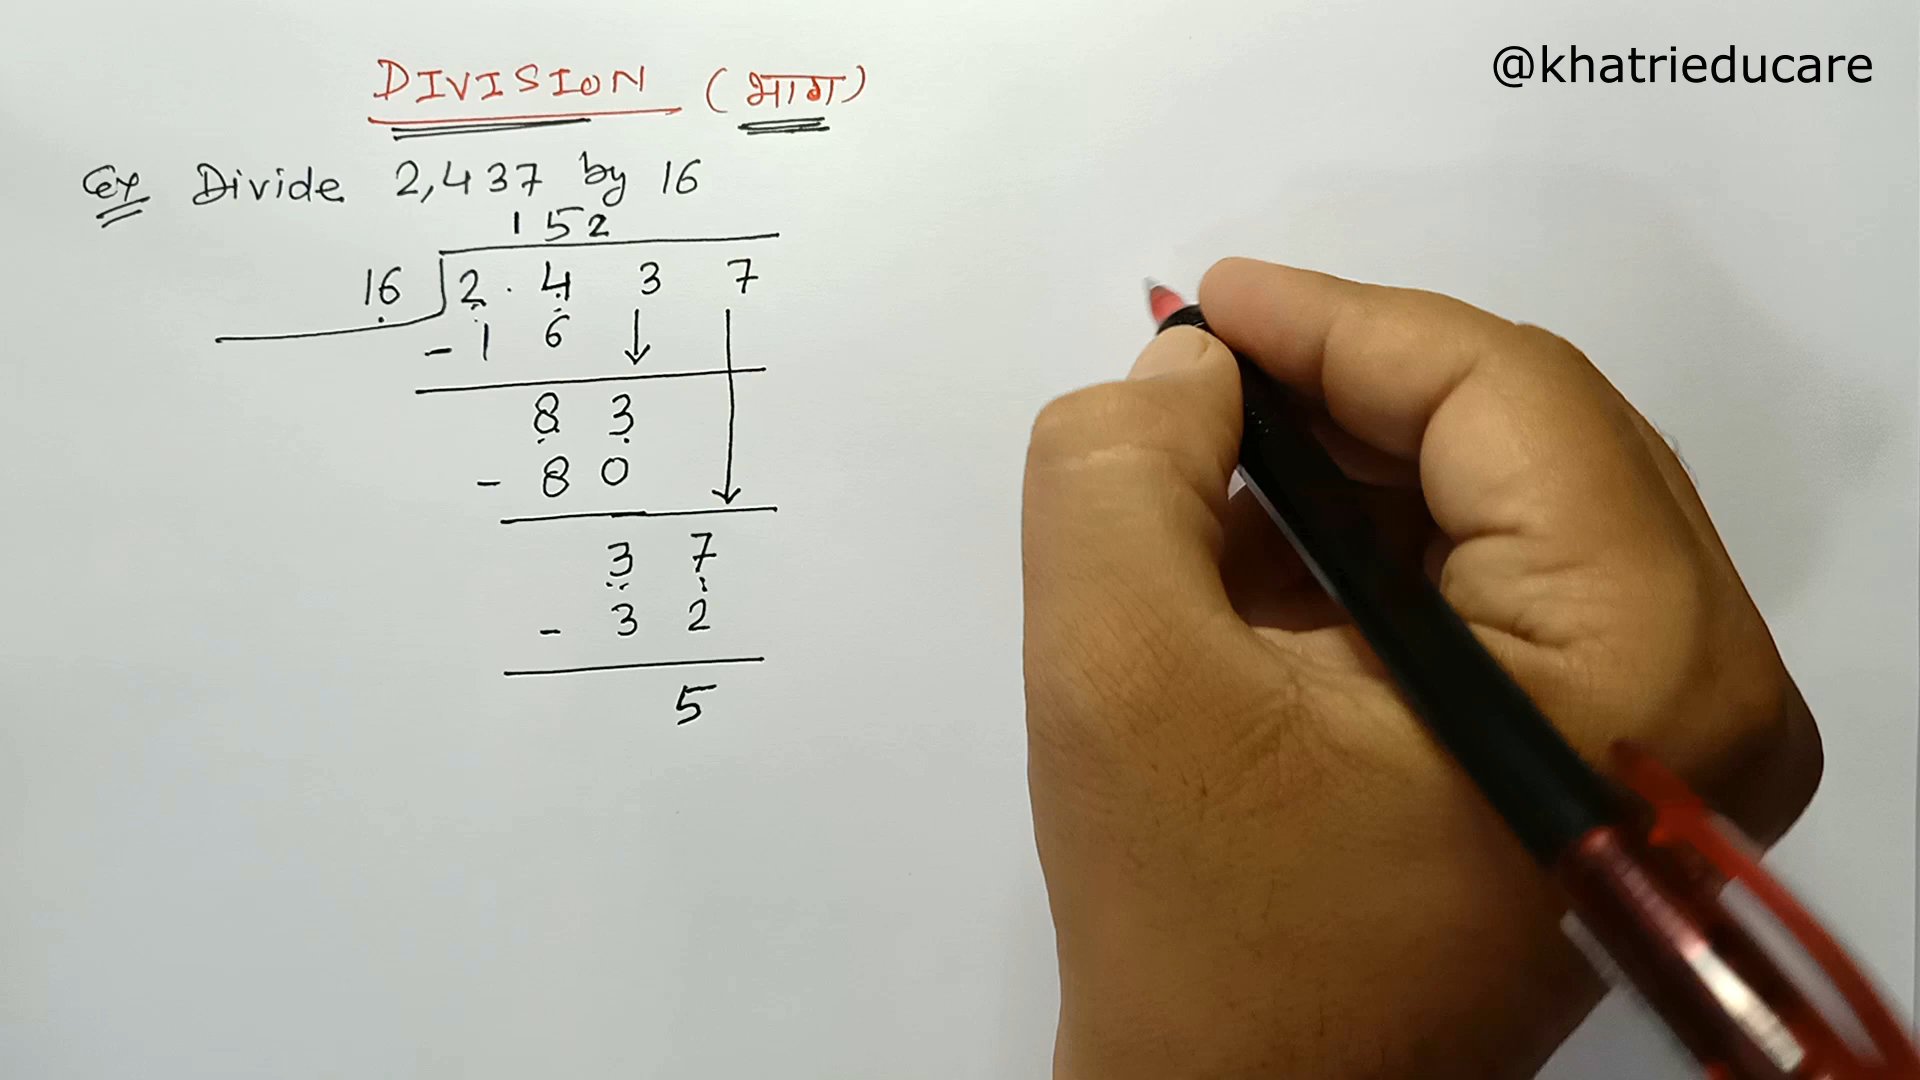 @khatrieducare
DIVISION (भाग)
Ex Divide 2,437 by 16
152
16 2.4 3 7
- 1 6
8 3
- 8 0
3 7
- 3 2
5